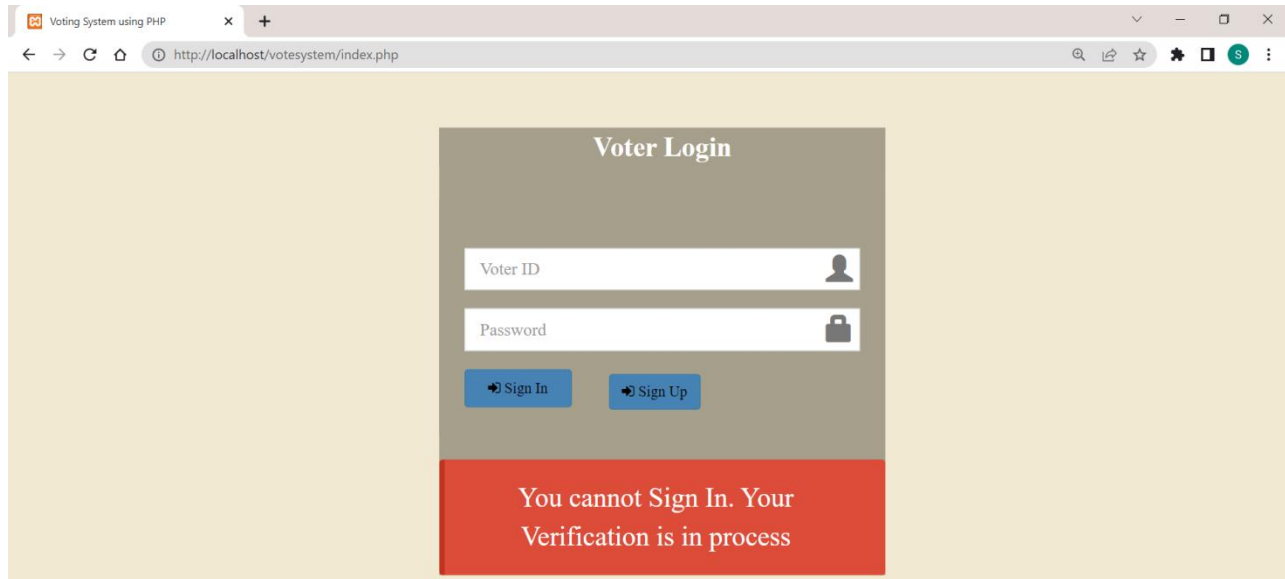 Voting System using PHP
http://localhost/votesystem/index.php
S
Voter Login
Voter ID
Password
Sign In Sign Up
You cannot Sign In. Your
Verification is in process